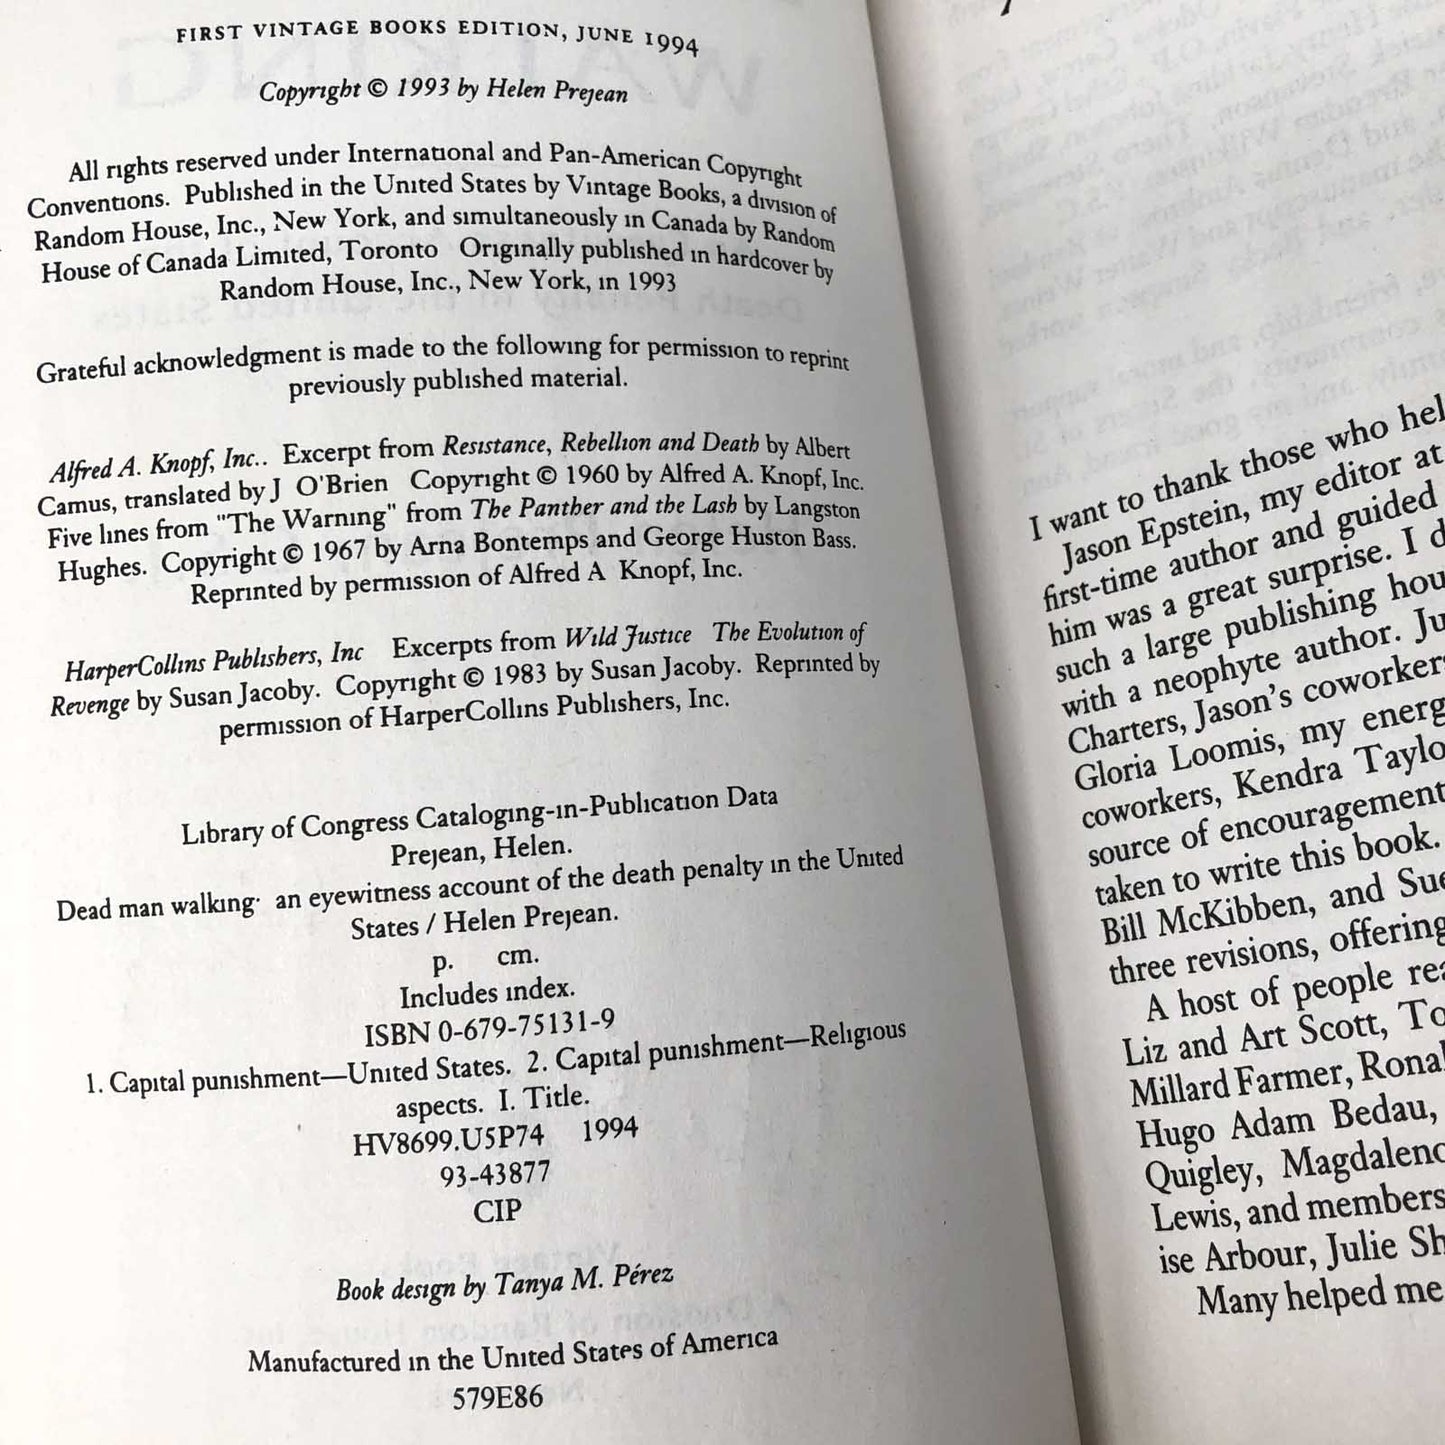 FIRST VINTAGE BOOKS EDITION, JUNE 1994
Copyright © 1993 by Helen Prejean
All rights reserved under International and Pan-American Copyright
Conventions. Published in the United States by Vintage Books, a division of
Random House, Inc., New York, and simultaneously in Canada by Random
House of Canada Limited, Toronto Originally published in hardcover by
Random House, Inc., New York, in 1993
Grateful acknowledgment is made to the following for permission to reprint
previously published material.
Alfred A. Knopf, Inc.. Excerpt from Resistance, Rebellion and Death by Albert
Camus, translated by J O'Brien Copyright © 1960 by Alfred A. Knopf, Inc.
Five lines from "The Warning" from The Panther and the Lash by Langston
Hughes. Copyright © 1967 by Arna Bontemps and George Huston Bass.
Reprinted by permission of Alfred A Knopf, Inc.
HarperCollins Publishers, Inc Excerpts from Wild Justice The Evolution of
Revenge by Susan Jacoby. Copyright © 1983 by Susan Jacoby. Reprinted by
permission of HarperCollins Publishers, Inc.
Library of Congress Cataloging-in-Publication Data
Prejean, Helen.
Dead man walking· an eyewitness account of the death penalty in the United
States / Helen Prejean.
p. cm.
Includes index.
ISBN 0-679-75131-9
1. Capital punishment—United States. 2. Capital punishment—Religious
aspects. I. Title.
HV8699.U5P74 1994
93-43877
CIP
Book design by Tanya M. Pérez
Manufactured in the United States of America
579E86
I want to thank those who hel
Jason Epstein, my editor at
first-time author and guided
him was a great surprise. I d
such a large publishing hou
with a neophyte author. Ju
Charters, Jason's coworkers
Gloria Loomis, my energ
coworkers, Kendra Taylo
source of encouragement
taken to write this book.
Bill McKibben, and Sue
three revisions, offering
A host of people rea
Liz and Art Scott, To
Millard Farmer, Ronal
Hugo Adam Bedau,
Quigley, Magdaleno
Lewis, and members
ise Arbour, Julie Sh
Many helped me